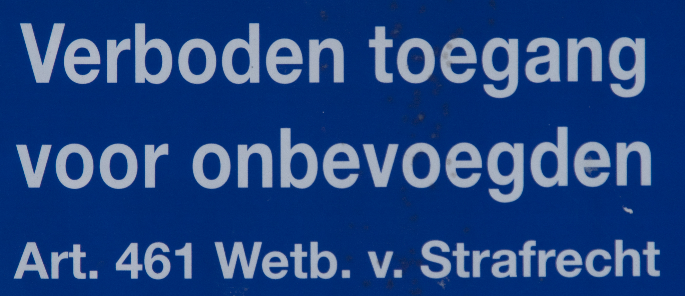 Verboden toegang
voor onbevoegden
Art. 461 Wetb. v. Strafrecht